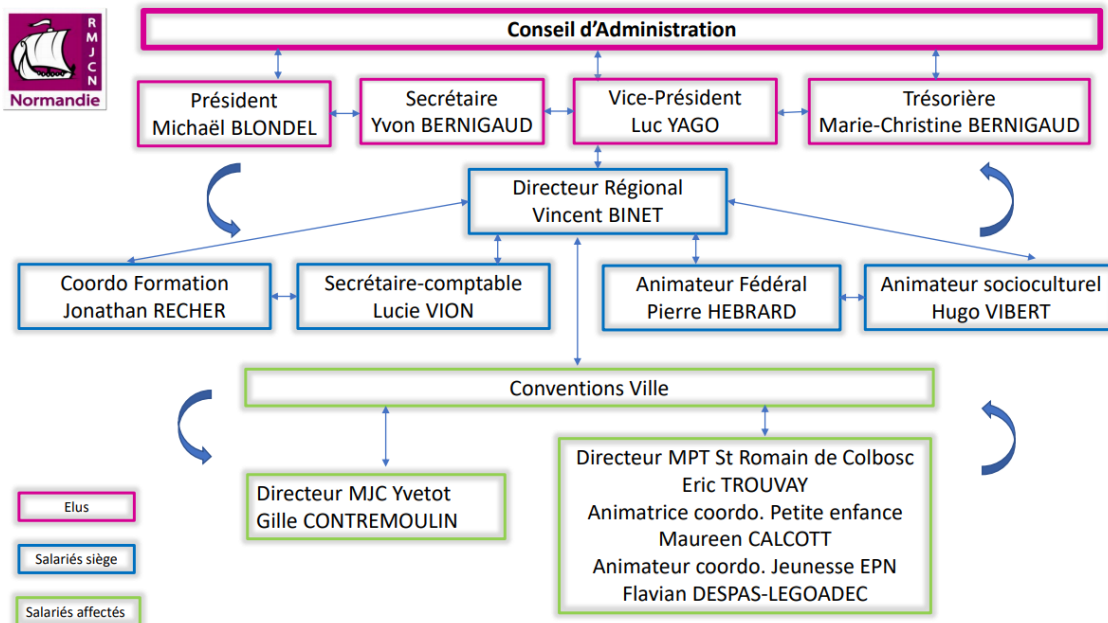 R
M
J
C
N
Normandie
Conseil d'Administration
Président
Michaël BLONDEL
Secrétaire
Yvon BERNIGAUD
Vice-Président
Luc YAGO
Trésorière
Marie-Christine BERNIGAUD
Directeur Régional
Vincent BINET
Coordo Formation
Jonathan RECHER
Secrétaire-comptable
Lucie VION
Animateur Fédéral
Pierre HEBRARD
Animateur socioculturel
Hugo VIBERT
Conventions Ville
Directeur MJC Yvetot
Gille CONTREMOULIN
Directeur MPT St Romain de Colbosc
Eric TROUVAY
Animatrice coordo. Petite enfance
Maureen CALCOTT
Animateur coordo. Jeunesse EPN
Flavian DESPAS-LEGOADEC
Elus
Salariés siège
Salariés affectés